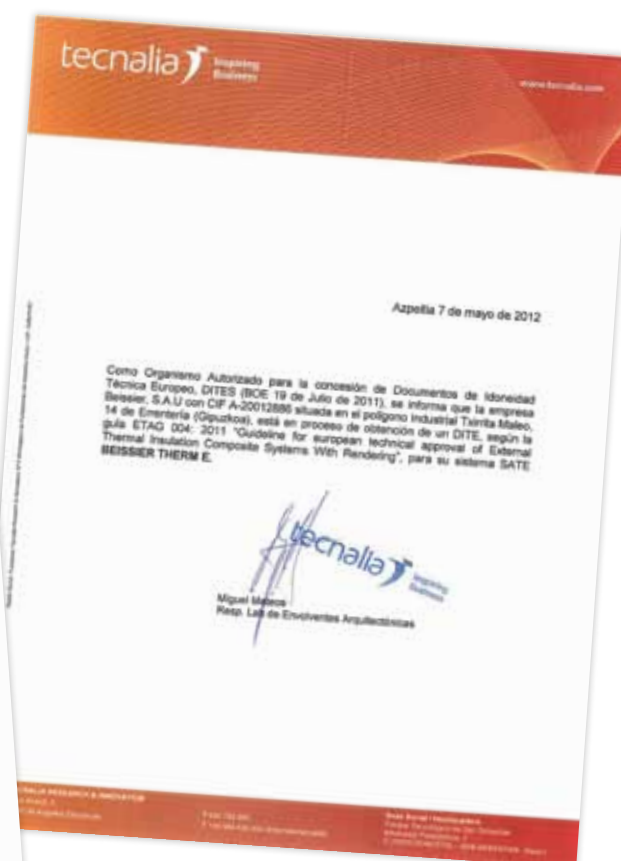 tecnalia Inspiring Business
www.tecnalia.com
Azpeitia 7 de mayo de 2012
Como Organismo Autorizado para la concesión de Documentos de Idoneidad
Técnica Europeo, DITES (BOE 19 de Julio de 2011), se informa que la empresa
Beissier, S.A.U con CIF A-20012886 situada en el polígono industrial Txirrita Maleo,
14 de Errenteria (Gipuzkoa), está en proceso de obtención de un DITE, según la
guía ETAG 004: 2011 "Guideline for european technical approval of External
Thermal Insulation Composite Systems With Rendering", para su sistema SATE
BEISSIER THERM E.
tecnalia Inspiring Business
Miguel Mateos
Resp. Lab de Envolventes Arquitectónicas